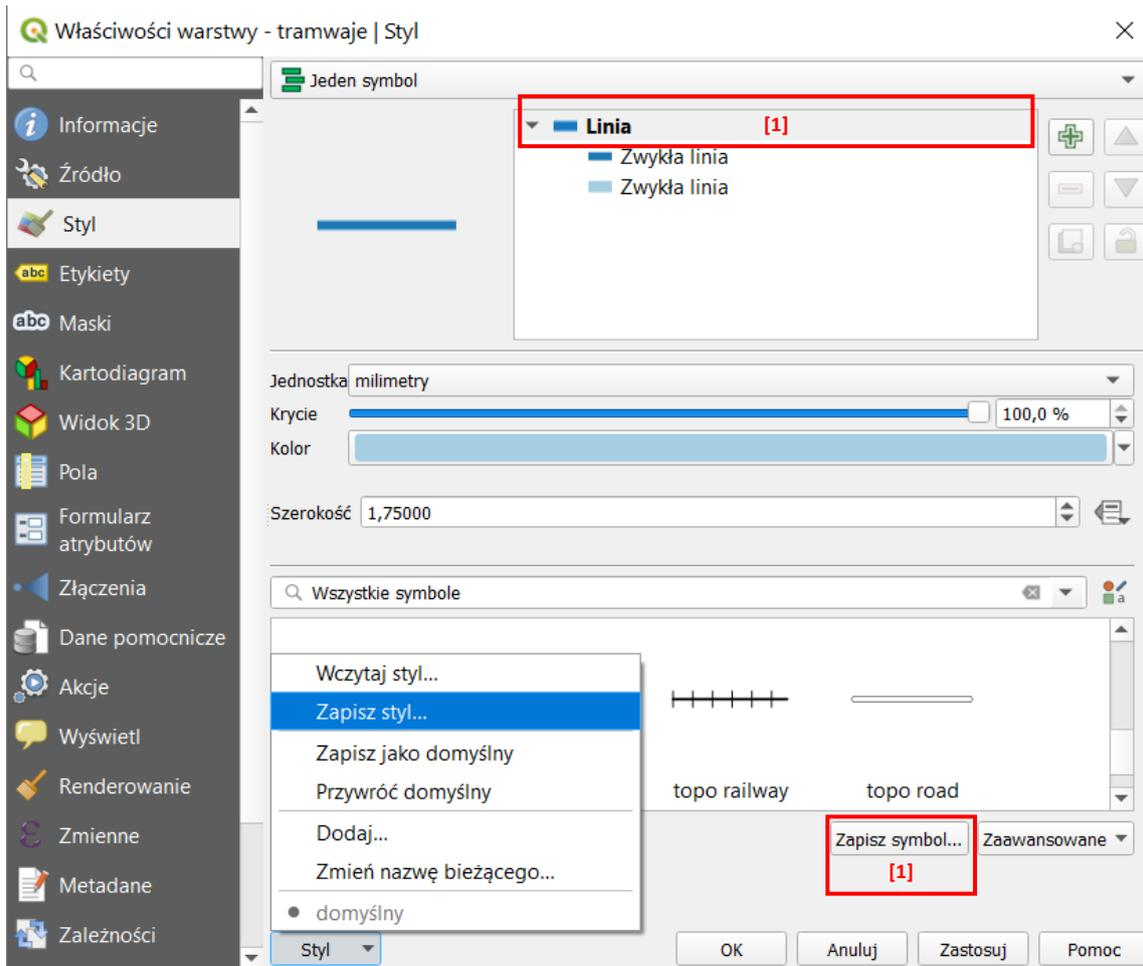 Właściwości warstwy - tramwaje | Styl
Informacje
Źródło
Styl
abc Etykiety
abc Maski
Kartodiagram
Widok 3D
Pola
Formularz
atrybutów
Złączenia
Dane pomocnicze
Akcje
Wyświetl
Renderowanie
Zmienne
Metadane
Zależności
Jeden symbol
Linia [1]
Zwykła linia
Zwykła linia
Jednostka milimetry
Krycie 100,0 %
Kolor
Szerokość 1,75000
Wszystkie symbole
a
topo railway topo road
Zapisz symbol... Zaawansowane
[1]
Wczytaj styl...
Zapisz styl...
Zapisz jako domyślny
Przywróć domyślny
Dodaj...
Zmień nazwę bieżącego...
domyślny
Styl OK Anuluj Zastosuj Pomoc